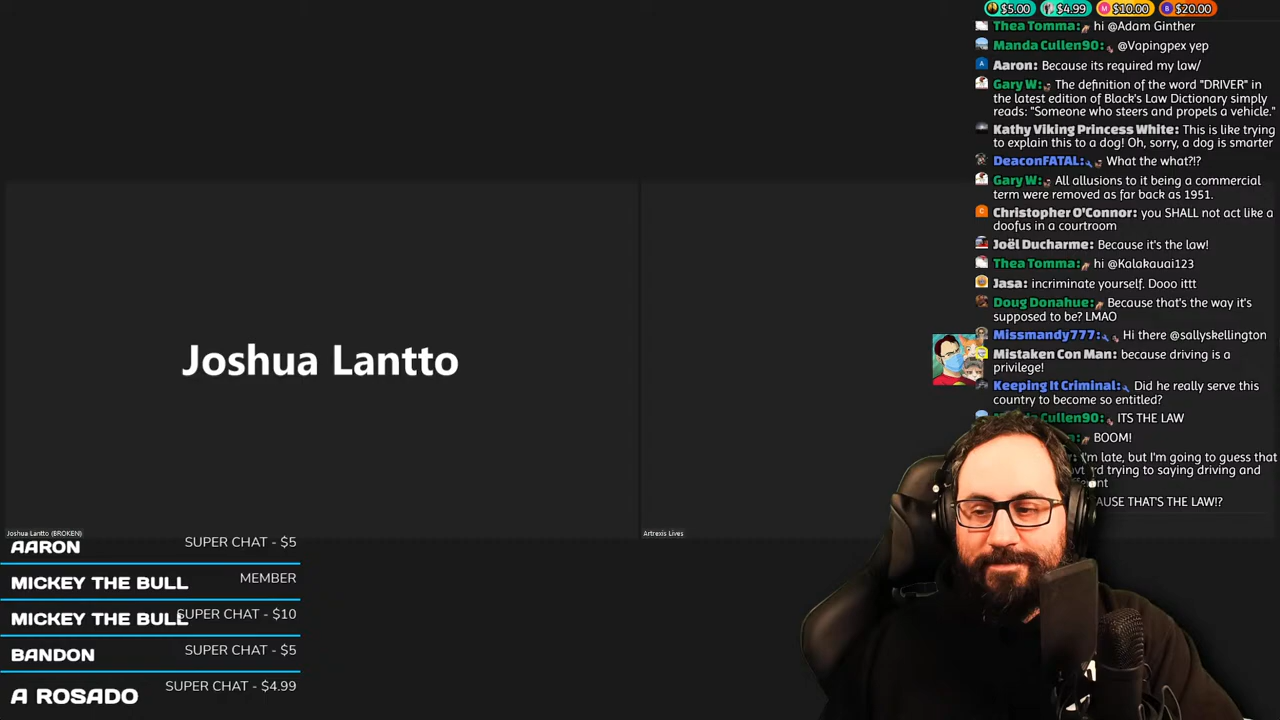 $5.00
$4.99
$10.00
$20.00
Thea Tomma: hi @Adam Ginther
Manda Cullen90: @Vapingpex yep
Aaron: Because its required my law/
Gary W: The definition of the word "DRIVER" in
the latest edition of Black's Law Dictionary simply
reads: "Someone who steers and propels a vehicle."
Kathy Viking Princess White: This is like trying
to explain this to a dog! Oh, sorry, a dog is smarter
DeaconFATAL: What the what?!?
Gary W: All allusions to it being a commercial
term were removed as far back as 1951.
Christopher O'Connor: you SHALL not act like a
doofus in a courtroom
Joël Ducharme: Because it's the law!
Thea Tomma: hi @Kalakauai123
Jasa: incriminate yourself. Dooo ittt
Doug Donahue: Because that's the way it's
supposed to be? LMAO
Missmandy777: Hi there @sallyskellington
Mistaken Con Man: because driving is a
privilege!
Keeping It Criminal: Did he really serve this
country to become so entitled?
Cullen90: ITS THE LAW
BOOM!
I'm late, but I'm going to guess that
trying to saying driving and
THAT'S THE LAW!?
Joshua Lantto
Joshua Lantto (BROKEN)
Artrexis Lives
AARON SUPER CHAT - $5
MICKEY THE BULL MEMBER
MICKEY THE BULL SUPER CHAT - $10
BANDON SUPER CHAT - $5
A ROSADO SUPER CHAT - $4.99